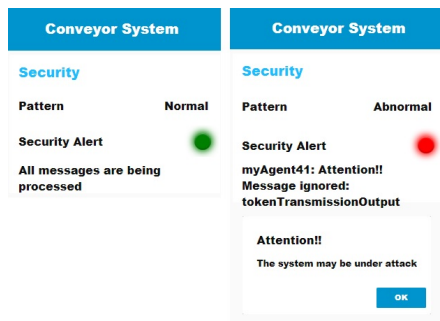 Conveyor System
Security
Pattern Normal
Security Alert
All messages are being
processed
Conveyor System
Security
Pattern Abnormal
Security Alert
myAgent41: Attention!!
Message ignored:
tokenTransmissionOutput
Attention!!
The system may be under attack
OK